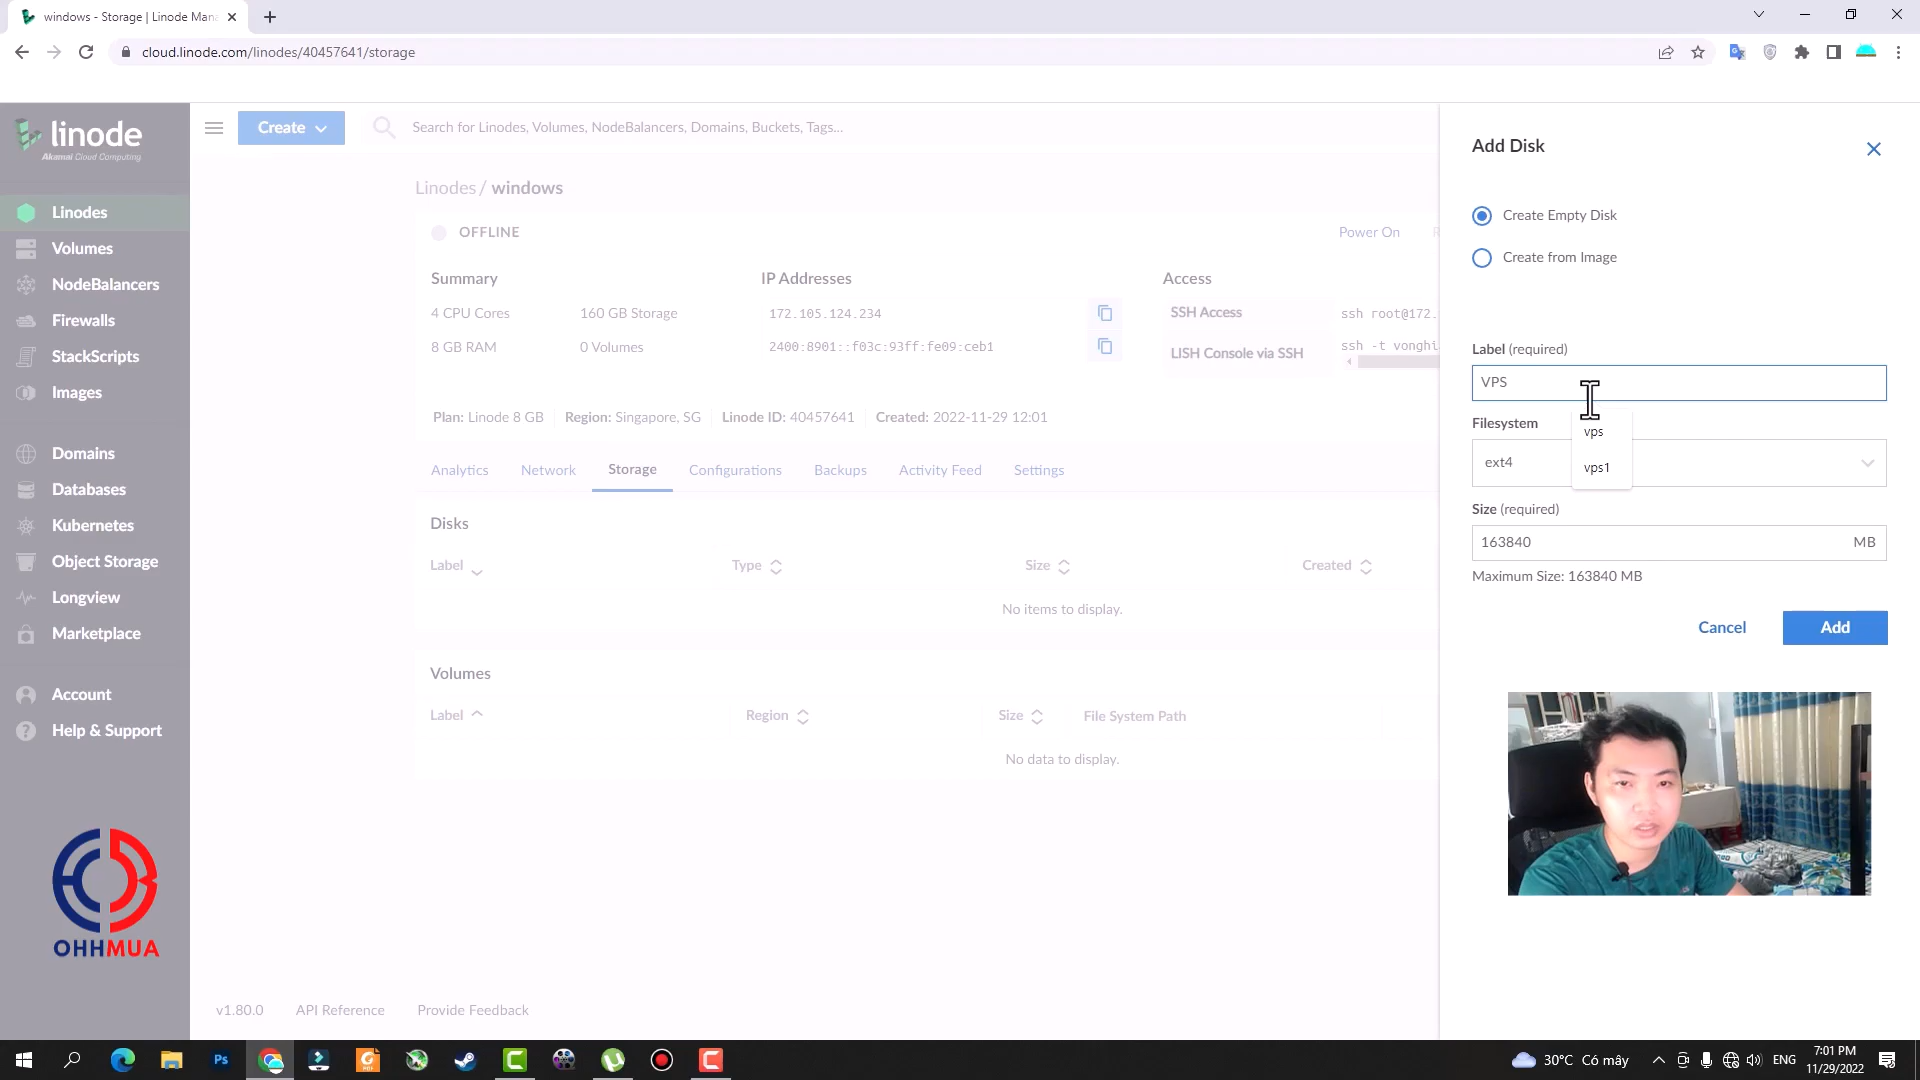 windows - Storage | Linode Mana
cloud.linode.com/linodes/40457641/storage
linode
Akamai Cloud Computing
Create
Search for Linodes, Volumes, NodeBalancers, Domains, Buckets, Tags...
Linodes
Volumes
NodeBalancers
Firewalls
StackScripts
Images
Domains
Databases
Kubernetes
Object Storage
Longview
Marketplace
Account
Help & Support
OHHMUA
Linodes / windows
OFFLINE
Power On
R
Summary
IP Addresses
Access
4 CPU Cores
160 GB Storage
172.105.124.234
SSH Access
ssh root@172.
8 GB RAM
0 Volumes
2400:8901::f03c:93ff:fe09:ceb1
LISH Console via SSH
ssh -t vonghi
Plan: Linode 8 GB
Region: Singapore, SG
Linode ID: 40457641
Created: 2022-11-29 12:01
Analytics
Network
Storage
Configurations
Backups
Activity Feed
Settings
Disks
Label
Type
Size
Created
No items to display.
Volumes
Label
Region
Size
File System Path
No data to display.
v1.80.0
API Reference
Provide Feedback
Add Disk
Create Empty Disk
Create from Image
Label (required)
VPS
vps
vps1
Filesystem
ext4
Size (required)
163840
MB
Maximum Size: 163840 MB
Cancel
Add
Ps
30°C Có mây
ENG
7:01 PM
11/29/2022